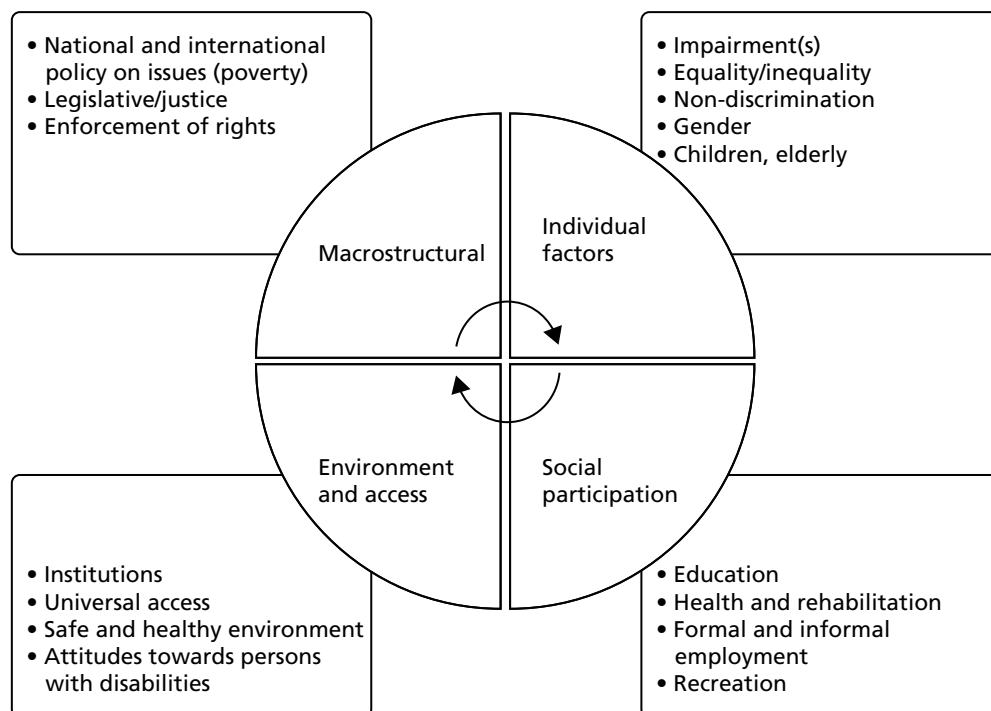 • National and international
policy on issues (poverty)
• Legislative/justice
• Enforcement of rights
• Impairment(s)
• Equality/inequality
• Non-discrimination
• Gender
• Children, elderly
Macrostructural
Individual
factors
Environment
and access
Social
participation
• Institutions
• Universal access
• Safe and healthy environment
• Attitudes towards persons
with disabilities
• Education
• Health and rehabilitation
• Formal and informal
employment
• Recreation